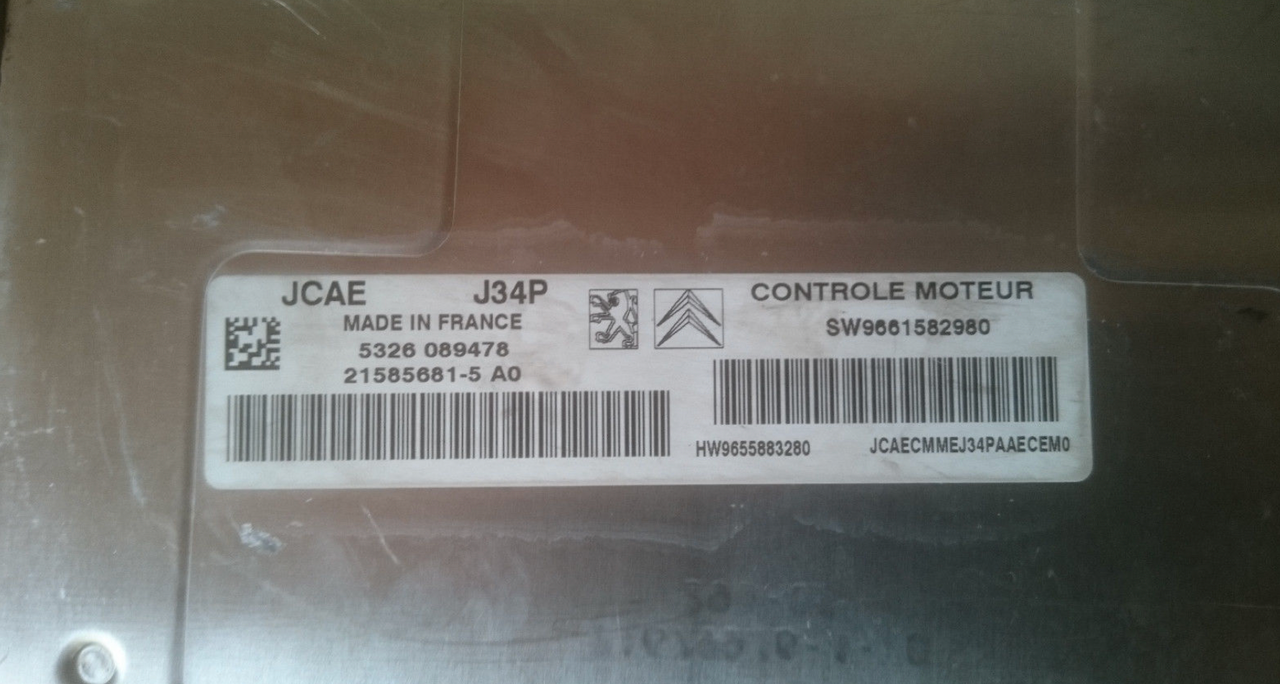 JCAE J34P
MADE IN FRANCE
5326 089478
21585681-5 A0
CONTROLE MOTEUR
SW9661582980
HW9655883280 JCAECMMEJ34PAAECEM0